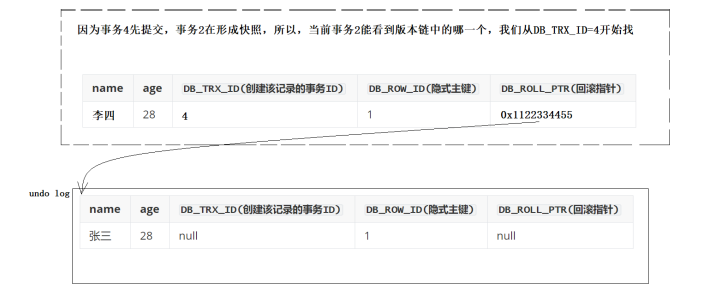 因为事务4先提交，事务2在形成快照，所以，当前事务2能看到版本链中的哪一个，我们从DB_TRX_ID=4开始找
name age DB_TRX_ID(创建该记录的事务ID) DB_ROW_ID(隐式主键) DB_ROLL_PTR(回滚指针)
李四 28 4 1 0x1122334455
undo log
name age DB_TRX_ID(创建该记录的事务ID) DB_ROW_ID(隐式主键) DB_ROLL_PTR(回滚指针)
张三 28 null 1 null